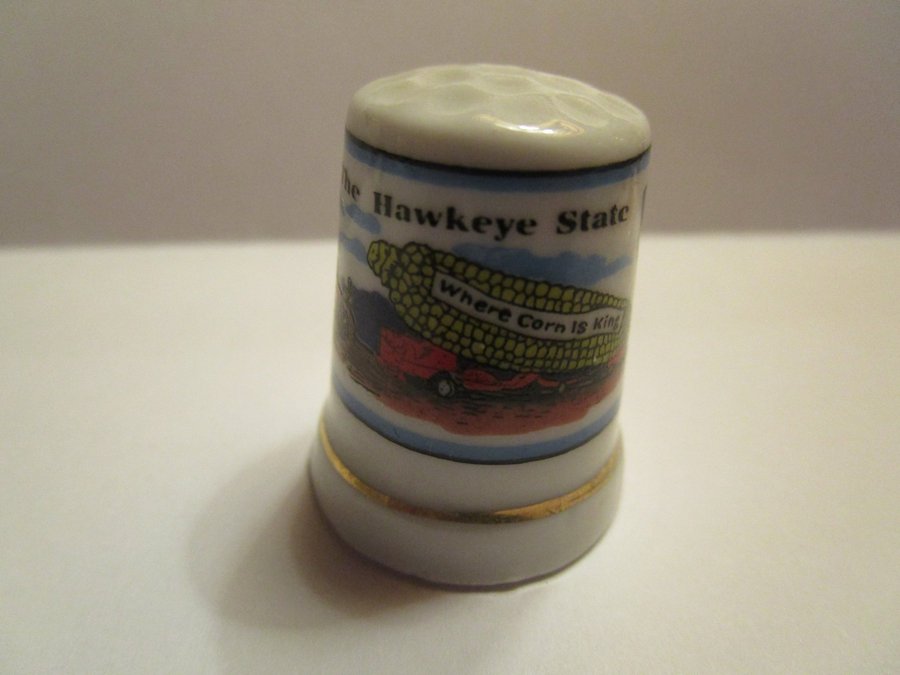 The Hawkeye State
Where Corn Is King